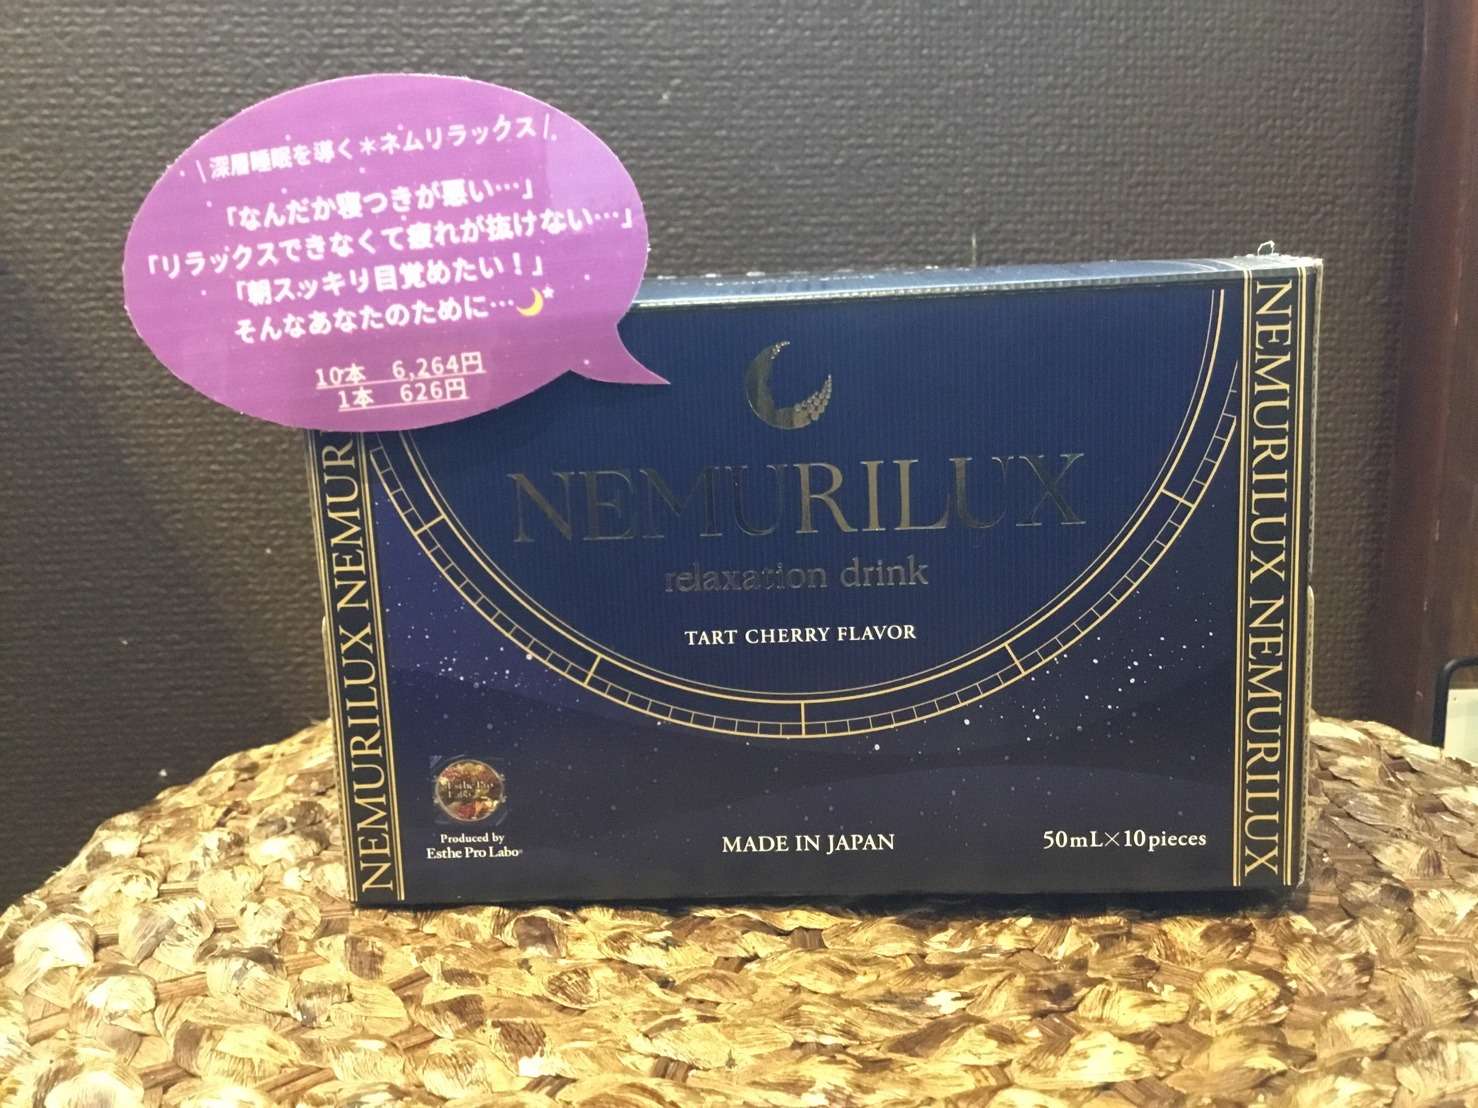 \ 深層睡眠を導く＊ネムリラックス /
「なんだか寝つきが悪い…」
「リラックスできなくて疲れが抜けない…」
「朝スッキリ目覚めたい！」
そんなあなたのために…🌙
10本　6,264円
1本　626円
NEMURILUX
relaxation drink
TART CHERRY FLAVOR
Esthe Pro Labo
Produced by
Esthe Pro Labo®
MADE IN JAPAN
50mL×10pieces
NEMURILUX NEMUR
NEMURILUX NEMURILUX